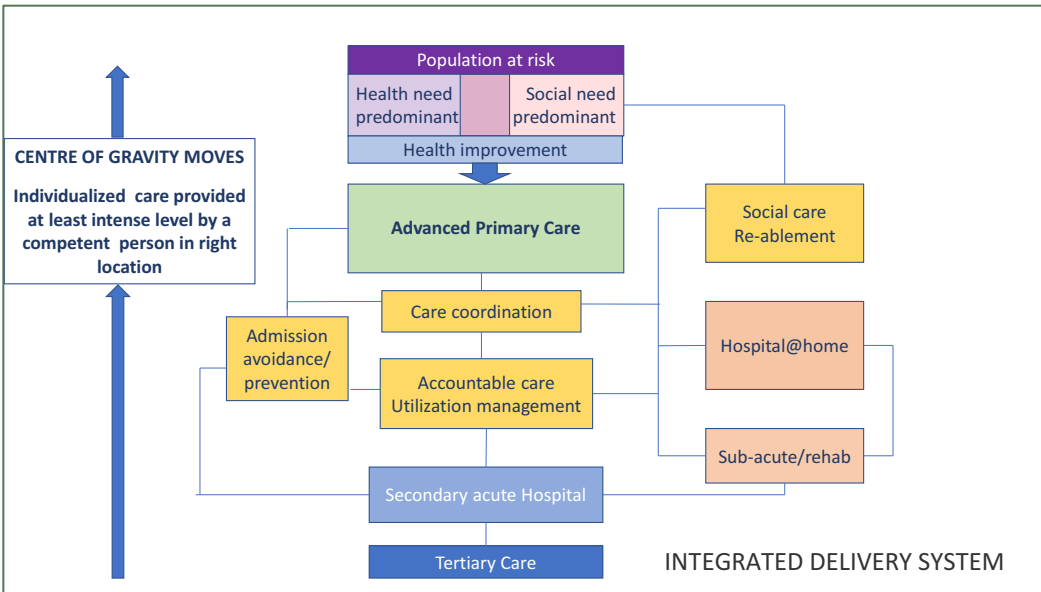 Population at risk
Health need
predominant
Social need
predominant
Health improvement
CENTRE OF GRAVITY MOVES
Individualized care provided
at least intense level by a
competent person in right
location
Advanced Primary Care
Social care
Re-ablement
Care coordination
Admission
avoidance/
prevention
Hospital@home
Accountable care
Utilization management
Sub-acute/rehab
Secondary acute Hospital
Tertiary Care
INTEGRATED DELIVERY SYSTEM